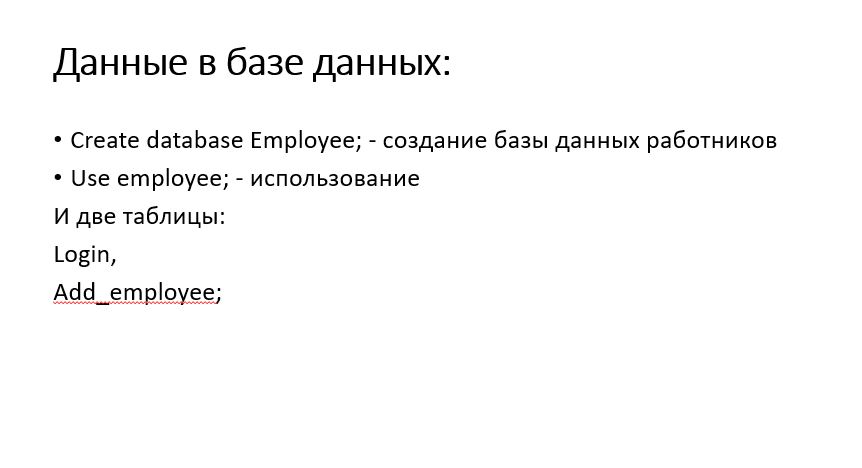 Данные в базе данных:
• Create database Employee; - создание базы данных работников
• Use employee; - использование
И две таблицы:
Login,
Add_employee;